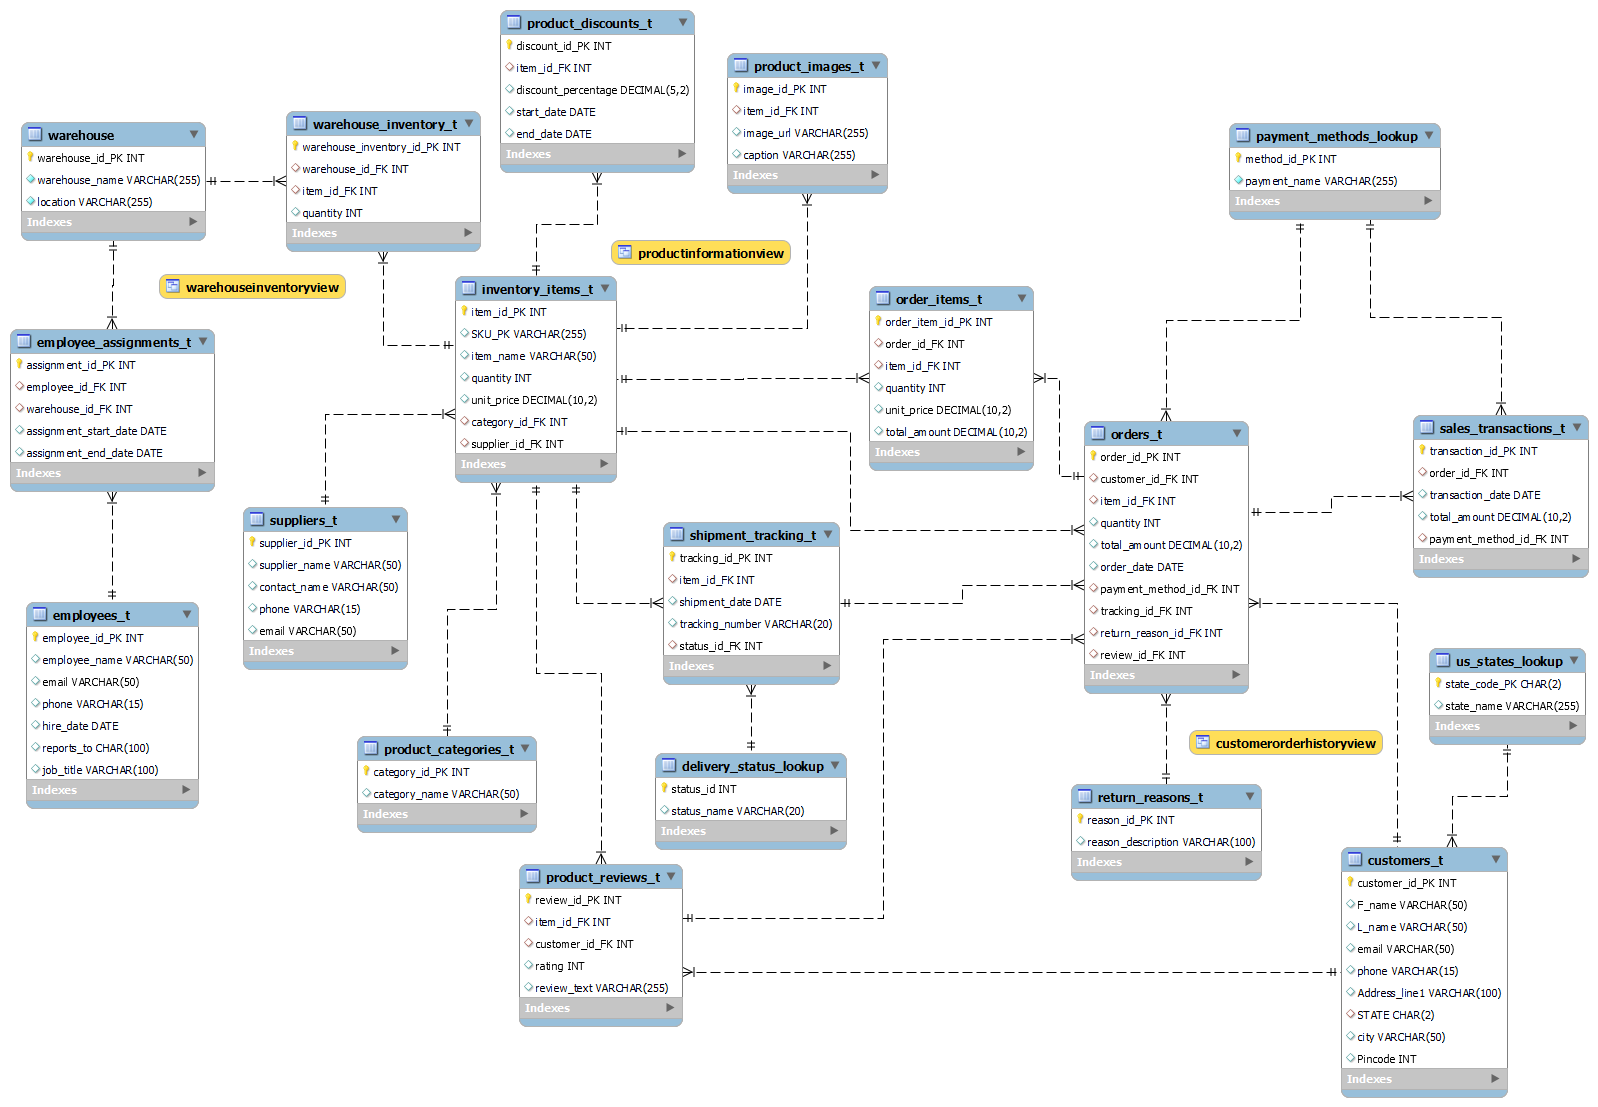 product_discounts_t
discount_id_PK INT
item_id_FK INT
discount_percentage DECIMAL(5,2)
start_date DATE
end_date DATE
Indexes
product_images_t
image_id_PK INT
item_id_FK INT
image_url VARCHAR(255)
caption VARCHAR(255)
Indexes
warehouse
warehouse_id_PK INT
warehouse_name VARCHAR(255)
location VARCHAR(255)
Indexes
warehouse_inventory_t
warehouse_inventory_id_PK INT
warehouse_id_FK INT
item_id_FK INT
quantity INT
Indexes
payment_methods_lookup
method_id_PK INT
payment_name VARCHAR(255)
Indexes
productinformationview
warehouseinventoryview
inventory_items_t
item_id_PK INT
SKU_PK VARCHAR(255)
item_name VARCHAR(50)
quantity INT
unit_price DECIMAL(10,2)
category_id_FK INT
supplier_id_FK INT
Indexes
order_items_t
order_item_id_PK INT
order_id_FK INT
item_id_FK INT
quantity INT
unit_price DECIMAL(10,2)
total_amount DECIMAL(10,2)
Indexes
employee_assignments_t
assignment_id_PK INT
employee_id_FK INT
warehouse_id_FK INT
assignment_start_date DATE
assignment_end_date DATE
Indexes
orders_t
order_id_PK INT
customer_id_FK INT
item_id_FK INT
quantity INT
total_amount DECIMAL(10,2)
order_date DATE
payment_method_id_FK INT
tracking_id_FK INT
return_reason_id_FK INT
review_id_FK INT
Indexes
sales_transactions_t
transaction_id_PK INT
order_id_FK INT
transaction_date DATE
total_amount DECIMAL(10,2)
payment_method_id_FK INT
Indexes
suppliers_t
supplier_id_PK INT
supplier_name VARCHAR(50)
contact_name VARCHAR(50)
phone VARCHAR(15)
email VARCHAR(50)
Indexes
shipment_tracking_t
tracking_id_PK INT
item_id_FK INT
shipment_date DATE
tracking_number VARCHAR(20)
status_id_FK INT
Indexes
employees_t
employee_id_PK INT
employee_name VARCHAR(50)
email VARCHAR(50)
phone VARCHAR(15)
hire_date DATE
reports_to CHAR(100)
job_title VARCHAR(100)
Indexes
us_states_lookup
state_code_PK CHAR(2)
state_name VARCHAR(255)
Indexes
customerorderhistoryview
product_categories_t
category_id_PK INT
category_name VARCHAR(50)
Indexes
delivery_status_lookup
status_id INT
status_name VARCHAR(20)
Indexes
return_reasons_t
reason_id_PK INT
reason_description VARCHAR(100)
Indexes
product_reviews_t
review_id_PK INT
item_id_FK INT
customer_id_FK INT
rating INT
review_text VARCHAR(255)
Indexes
customers_t
customer_id_PK INT
F_name VARCHAR(50)
L_name VARCHAR(50)
email VARCHAR(50)
phone VARCHAR(15)
Address_line1 VARCHAR(100)
STATE CHAR(2)
city VARCHAR(50)
Pincode INT
Indexes